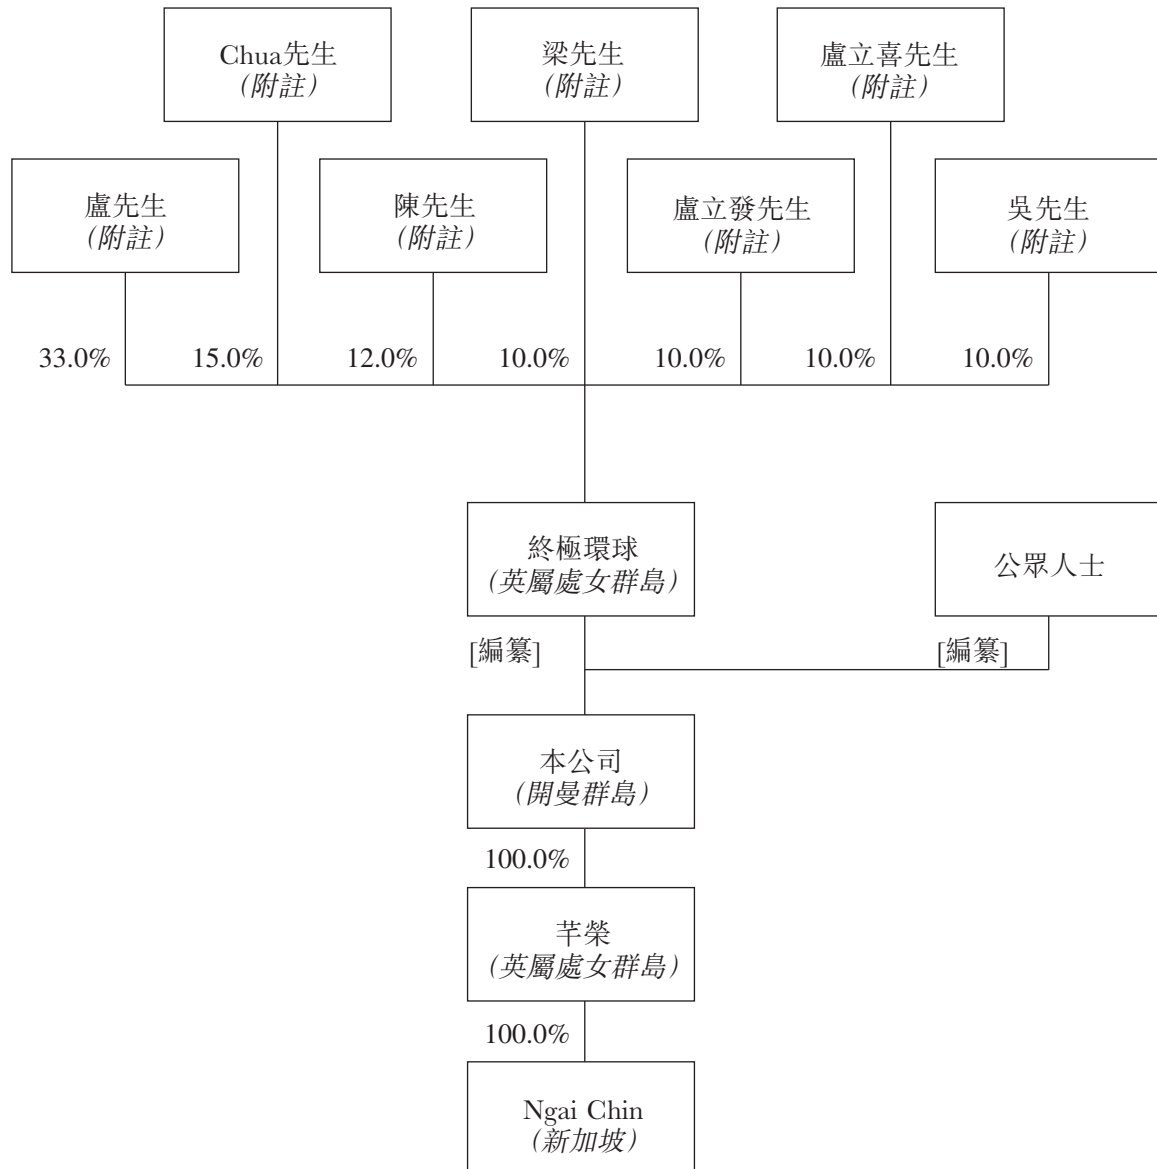 Chua先生
(附註)
梁先生
(附註)
盧立喜先生
(附註)
盧先生
(附註)
陳先生
(附註)
盧立發先生
(附註)
吳先生
(附註)
33.0%
15.0%
12.0%
10.0%
10.0%
10.0%
10.0%
終極環球
(英屬處女群島)
公眾人士
[編纂]
[編纂]
本公司
(開曼群島)
100.0%
芊榮
(英屬處女群島)
100.0%
Ngai Chin
(新加坡)